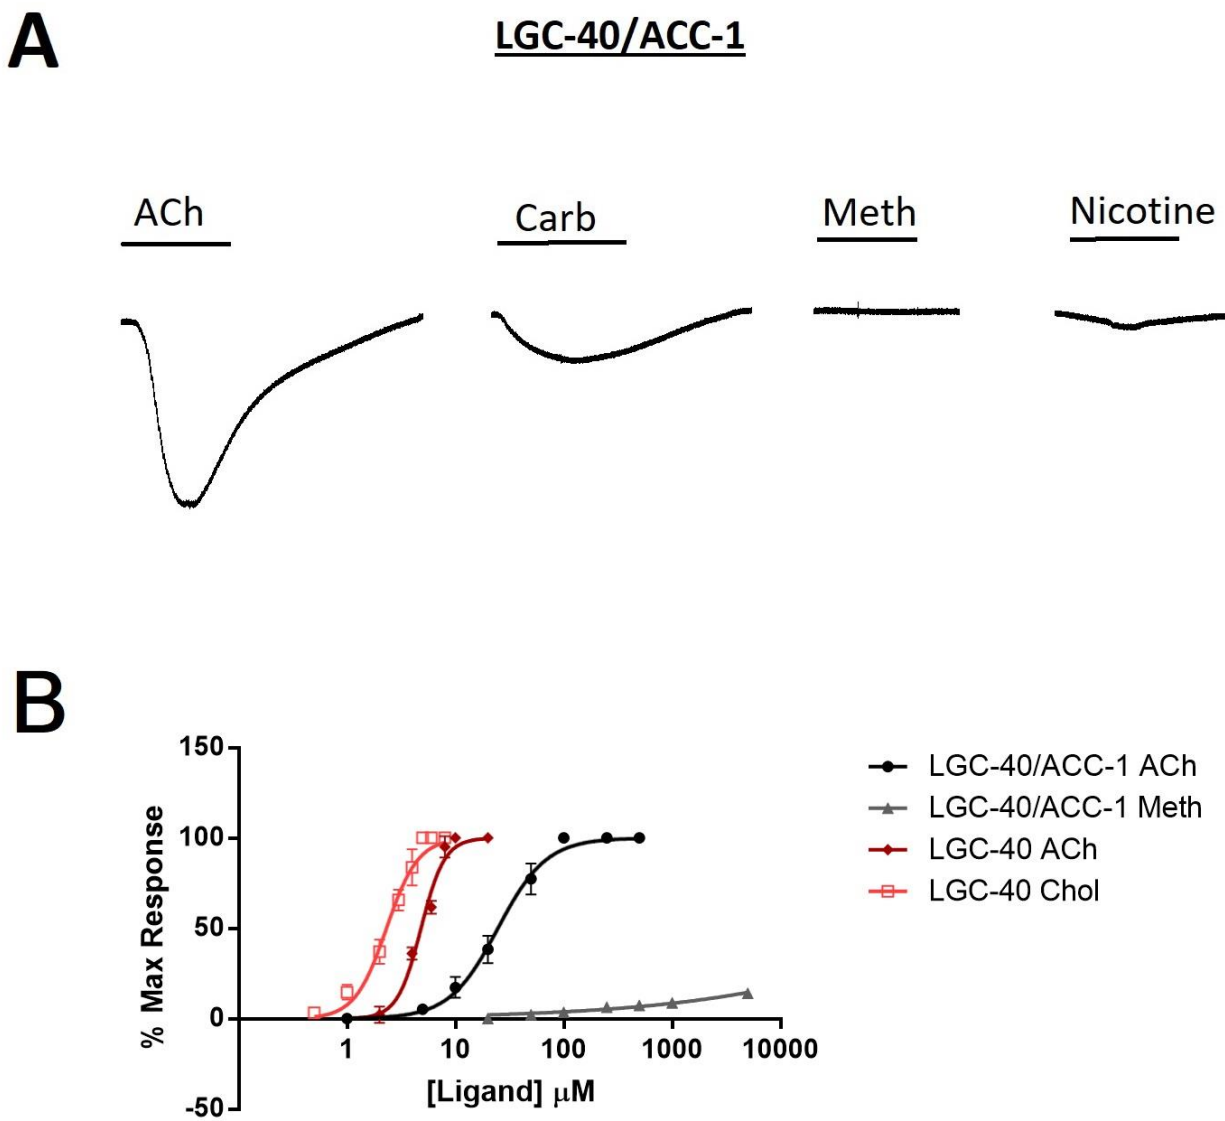 A
LGC-40/ACC-1
ACh
Carb
Meth
Nicotine
B
150
100
50
0
-50
% Max Response
1
10
100
1000
10000
[Ligand] μM
LGC-40/ACC-1 ACh
LGC-40/ACC-1 Meth
LGC-40 ACh
LGC-40 Chol